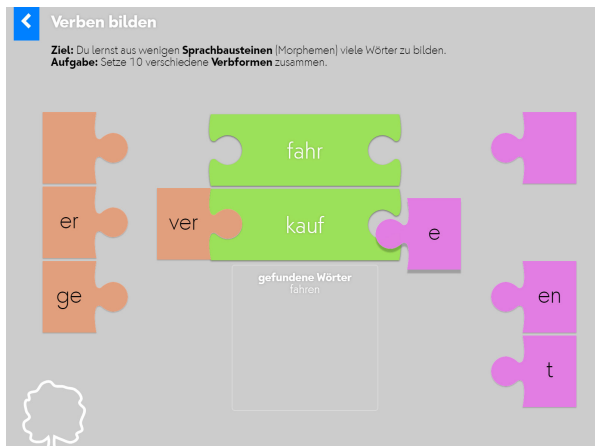 Verben bilden
Ziel: Du lernst aus wenigen Sprachbausteinen (Morphemen) viele Wörter zu bilden.
Aufgabe: Setze 10 verschiedene Verbformen zusammen.
fahr
er
ver
kauf
e
gefundene Wörter
fahren
ge
en
t